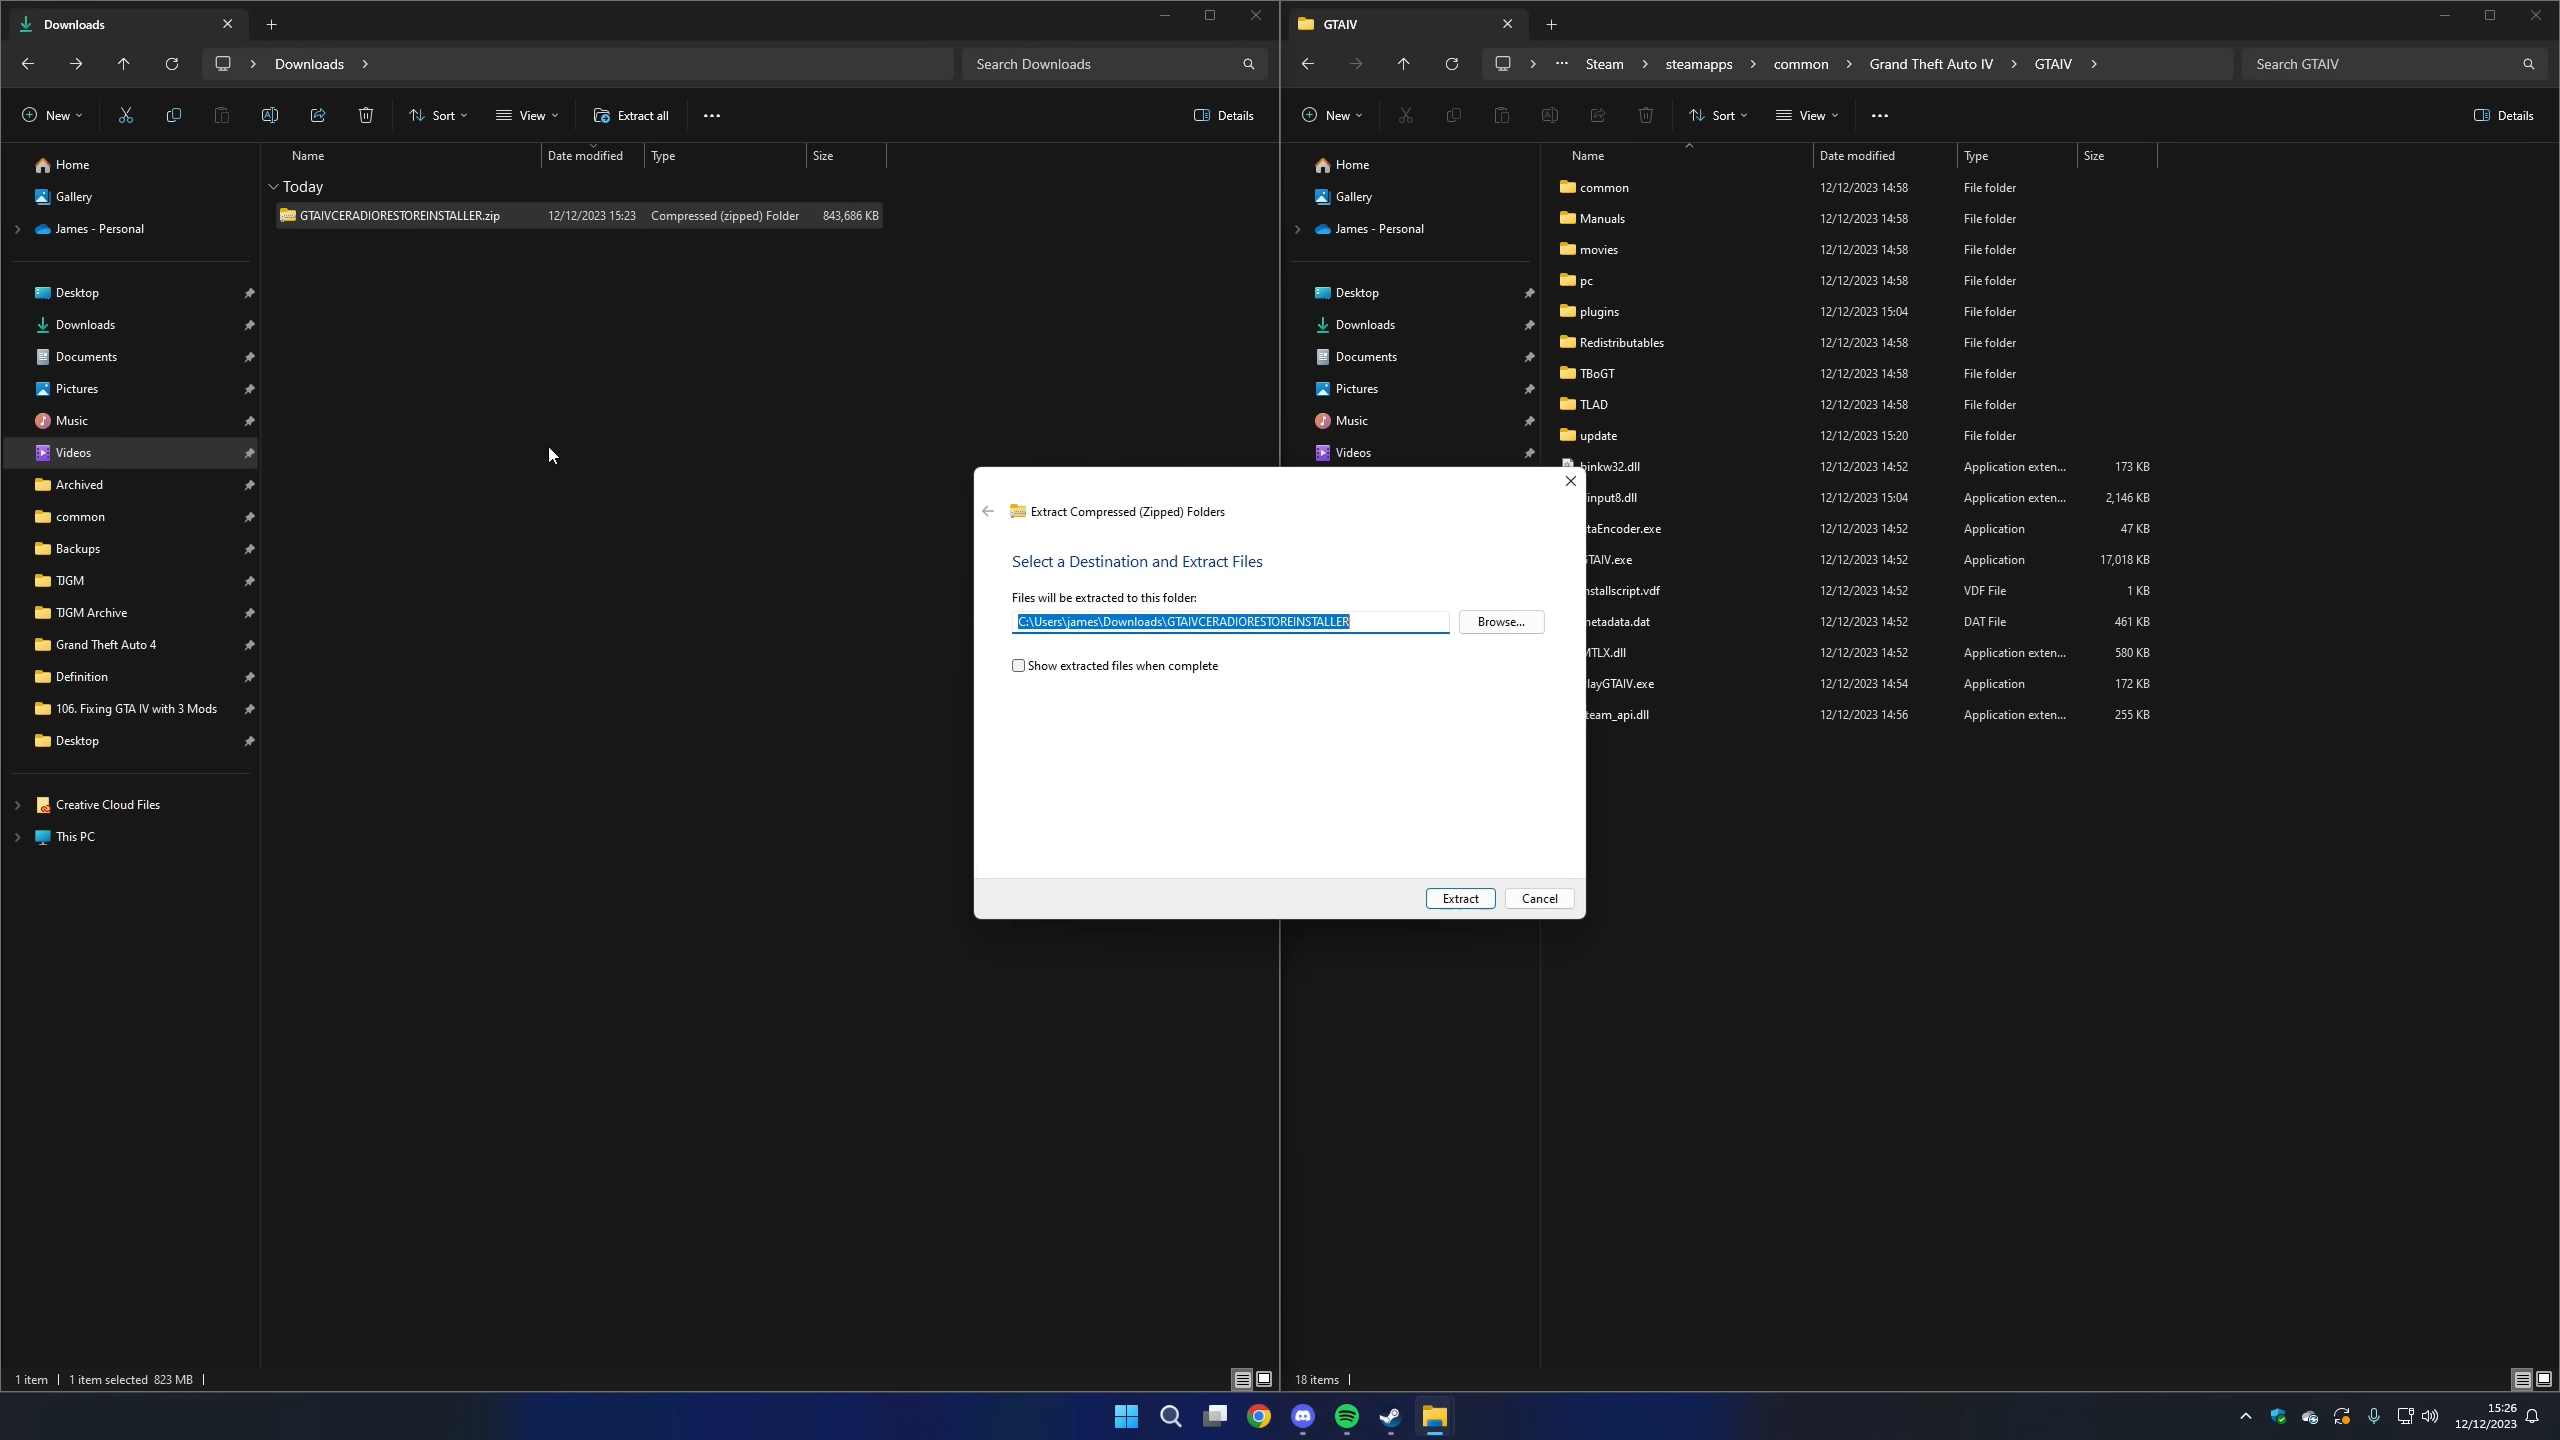 Downloads
Downloads
Search Downloads
New
Sort
View
Extract all
Details
Name
Date modified
Type
Size
Home
Gallery
James - Personal
Desktop
Downloads
Documents
Pictures
Music
Videos
Archived
common
Backups
TJGM
TJGM Archive
Grand Theft Auto 4
Definition
106. Fixing GTA IV with 3 Mods
Desktop
Creative Cloud Files
This PC
Today
GTAIVCERADIORESTOREINSTALLER.zip 12/12/2023 15:23 Compressed (zipped) Folder 843,686 KB
1 item
1 item selected 823 MB
GTAIV
Steam
steamapps
common
Grand Theft Auto IV
GTAIV
Search GTAIV
New
Sort
View
Details
Name
Date modified
Type
Size
Home
Gallery
James - Personal
Desktop
Downloads
Documents
Pictures
Music
Videos
common 12/12/2023 14:58 File folder
Manuals 12/12/2023 14:58 File folder
movies 12/12/2023 14:58 File folder
pc 12/12/2023 14:58 File folder
plugins 12/12/2023 15:04 File folder
Redistributables 12/12/2023 14:58 File folder
TBoGT 12/12/2023 14:58 File folder
TLAD 12/12/2023 14:58 File folder
update 12/12/2023 15:20 File folder
binkw32.dll 12/12/2023 14:52 Application exten... 173 KB
input8.dll 12/12/2023 15:04 Application exten... 2,146 KB
taEncoder.exe 12/12/2023 14:52 Application 47 KB
TAIV.exe 12/12/2023 14:52 Application 17,018 KB
nstallscript.vdf 12/12/2023 14:52 VDF File 1 KB
metadata.dat 12/12/2023 14:52 DAT File 461 KB
MTLX.dll 12/12/2023 14:52 Application exten... 580 KB
layGTAIV.exe 12/12/2023 14:54 Application 172 KB
team_api.dll 12/12/2023 14:56 Application exten... 255 KB
18 items
Extract Compressed (Zipped) Folders
Select a Destination and Extract Files
Files will be extracted to this folder:
C:\Users\james\Downloads\GTAIVCERADIORESTOREINSTALLER
Browse...
Show extracted files when complete
Extract
Cancel
15:26
12/12/2023